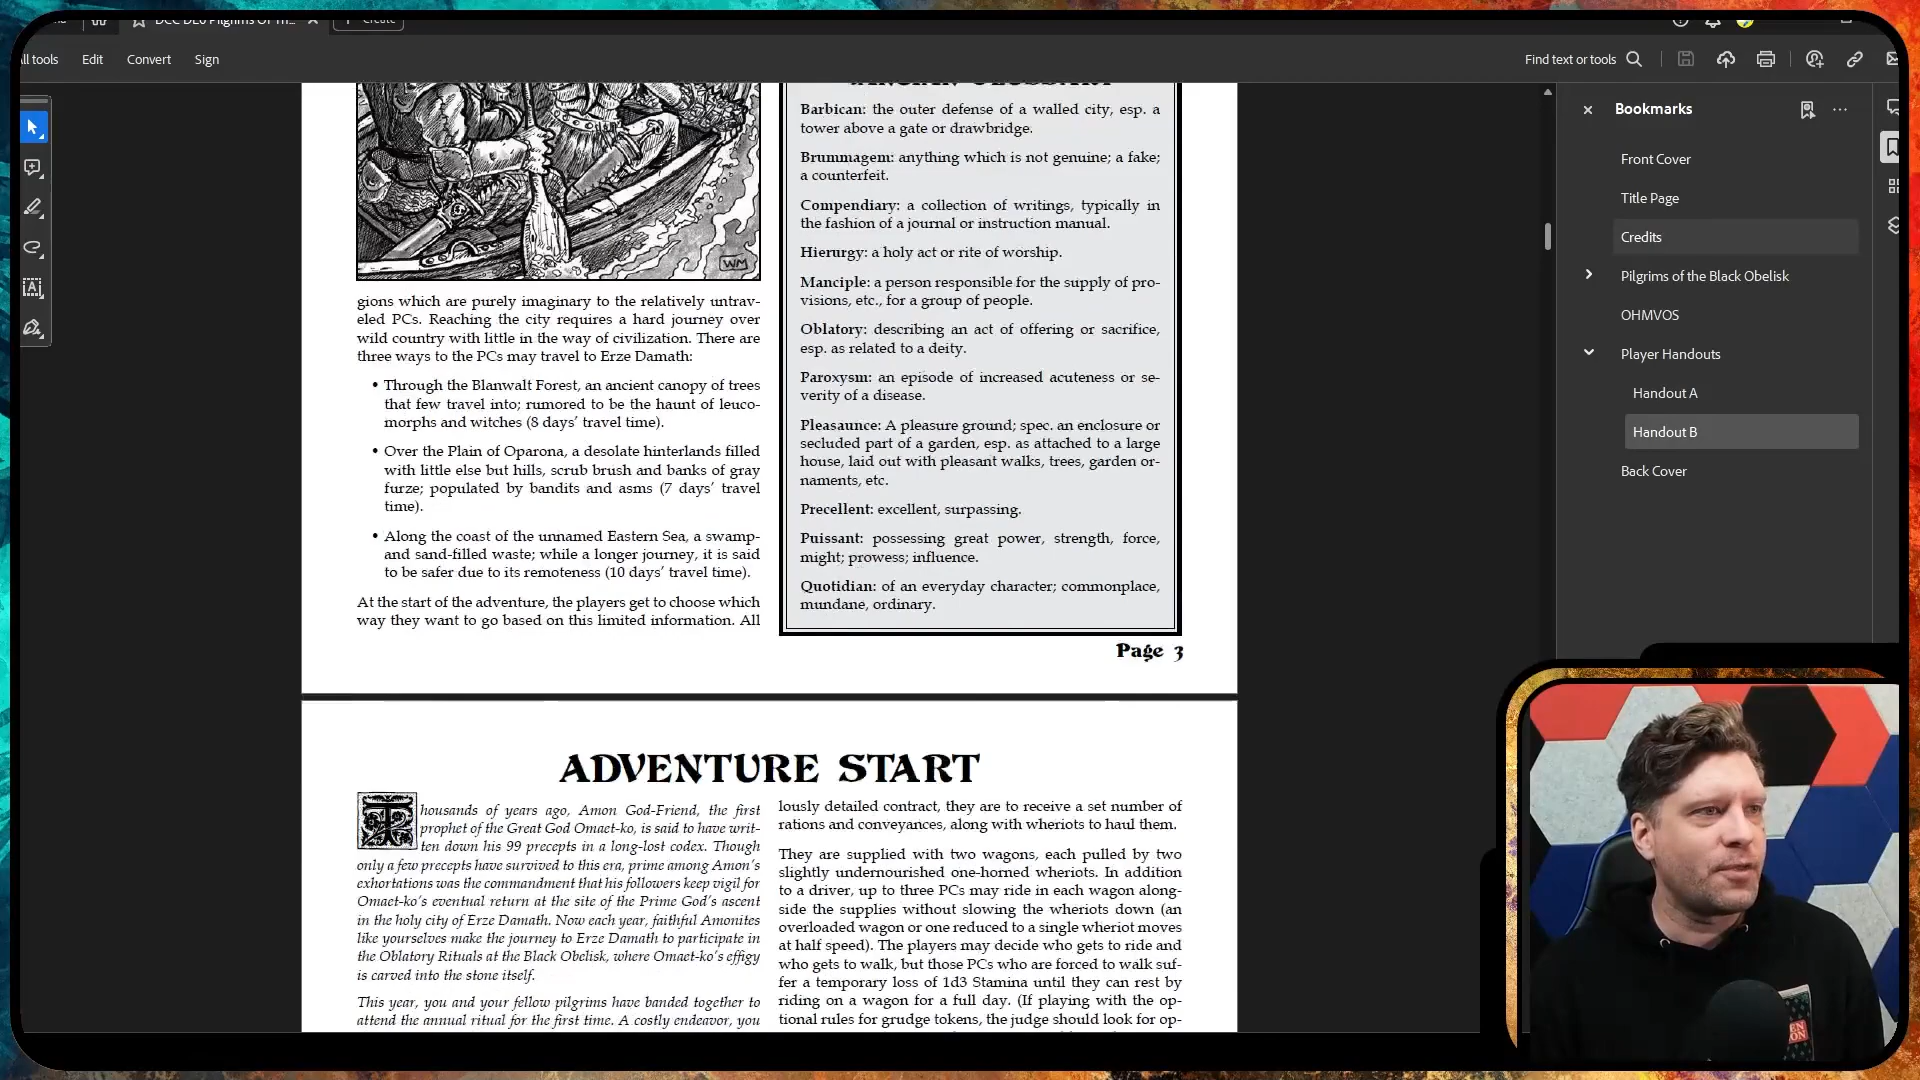 DCC DE6 Pilgrims Of Th...
Create
All tools
Edit
Convert
Sign
Find text or tools
WM
gions which are purely imaginary to the relatively untrav-
eled PCs. Reaching the city requires a hard journey over
wild country with little in the way of civilization. There are
three ways to the PCs may travel to Erze Damath:
• Through the Blanwalt Forest, an ancient canopy of trees
that few travel into; rumored to be the haunt of leuco-
morphs and witches (8 days’ travel time).
• Over the Plain of Oparona, a desolate hinterlands filled
with little else but hills, scrub brush and banks of gray
furze; populated by bandits and asms (7 days’ travel
time).
• Along the coast of the unnamed Eastern Sea, a swamp-
and sand-filled waste; while a longer journey, it is said
to be safer due to its remoteness (10 days’ travel time).
At the start of the adventure, the players get to choose which
way they want to go based on this limited information. All
Barbican: the outer defense of a walled city, esp. a
tower above a gate or drawbridge.
Brummagem: anything which is not genuine; a fake;
a counterfeit.
Compendiary: a collection of writings, typically in
the fashion of a journal or instruction manual.
Hierurgy: a holy act or rite of worship.
Manciple: a person responsible for the supply of pro-
visions, etc., for a group of people.
Oblatory: describing an act of offering or sacrifice,
esp. as related to a deity.
Paroxysm: an episode of increased acuteness or se-
verity of a disease.
Pleasaunce: A pleasure ground; spec. an enclosure or
secluded part of a garden, esp. as attached to a large
house, laid out with pleasant walks, trees, garden or-
naments, etc.
Precellent: excellent, surpassing.
Puissant: possessing great power, strength, force,
might; prowess; influence.
Quotidian: of an everyday character; commonplace,
mundane, ordinary.
Page 3
ADVENTURE START
Thousands of years ago, Amon God-Friend, the first
prophet of the Great God Omaet-ko, is said to have writ-
ten down his 99 precepts in a long-lost codex. Though
only a few precepts have survived to this era, prime among Amon’s
exhortations was the commandment that his followers keep vigil for
Omaet-ko’s eventual return at the site of the Prime God’s ascent
in the holy city of Erze Damath. Now each year, faithful Amonites
like yourselves make the journey to Erze Damath to participate in
the Oblatory Rituals at the Black Obelisk, where Omaet-ko’s effigy
is carved into the stone itself.
This year, you and your fellow pilgrims have banded together to
attend the annual ritual for the first time. A costly endeavor, you
lously detailed contract, they are to receive a set number of
rations and conveyances, along with wheriots to haul them.
They are supplied with two wagons, each pulled by two
slightly undernourished one-horned wheriots. In addition
to a driver, up to three PCs may ride in each wagon along-
side the supplies without slowing the wheriots down (an
overloaded wagon or one reduced to a single wheriot moves
at half speed). The players may decide who gets to ride and
who gets to walk, but those PCs who are forced to walk suf-
fer a temporary loss of 1d3 Stamina until they can rest by
riding on a wagon for a full day. (If playing with the op-
tional rules for grudge tokens, the judge should look for op-
Bookmarks
Front Cover
Title Page
Credits
Pilgrims of the Black Obelisk
OHMVOS
Player Handouts
Handout A
Handout B
Back Cover